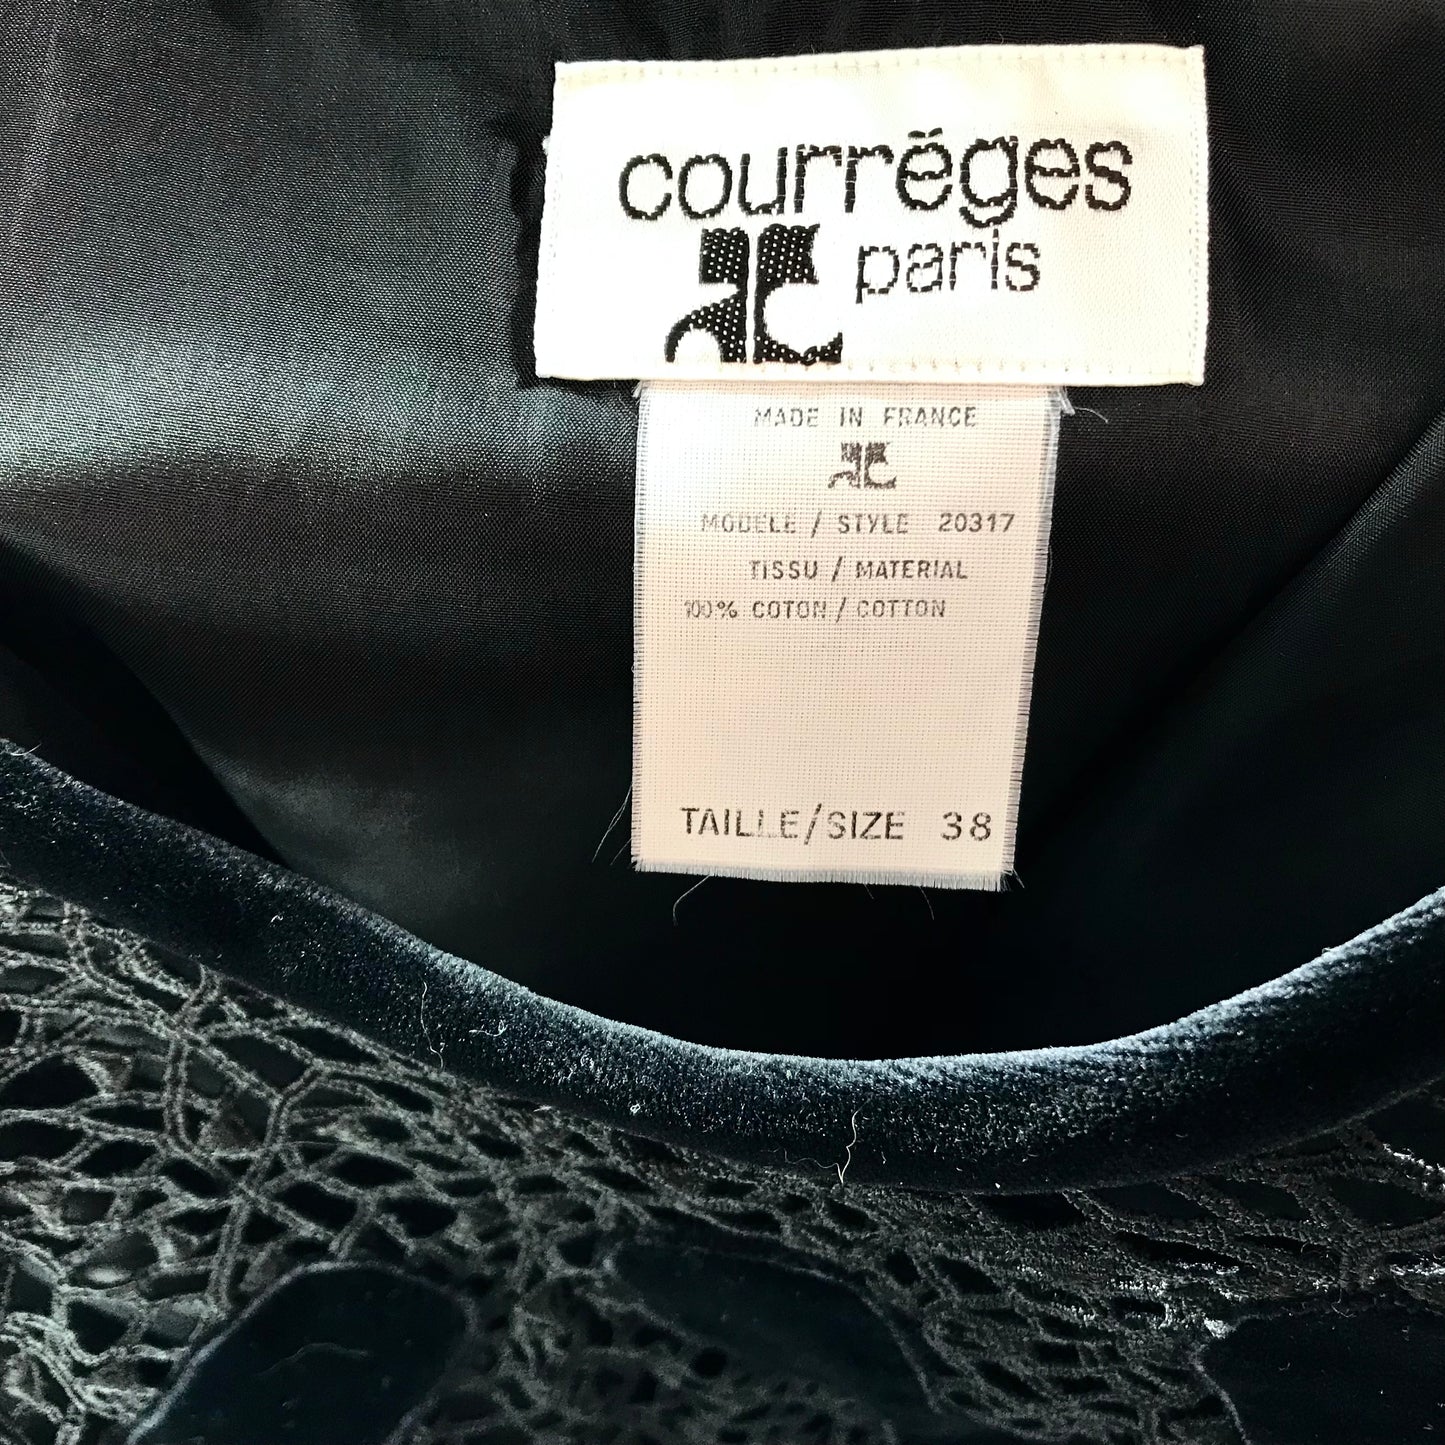 courrèges
paris
MADE IN FRANCE
MODELE / STYLE 20317
TISSU / MATERIAL
100% COTON / COTTON
TAILLE/SIZE 38